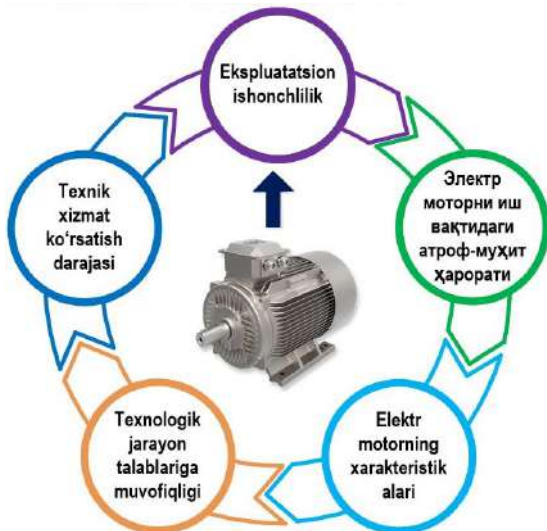 Ekspluatatsion
ishonchlilik
Электр
моторни иш
вақтидаги
атроф-муҳит
ҳарорати
Elektr
motorning
xarakteristik
alari
Texnologik
jarayon
talablariga
muvofiqligi
Texnik
xizmat
ko‘rsatish
darajasi